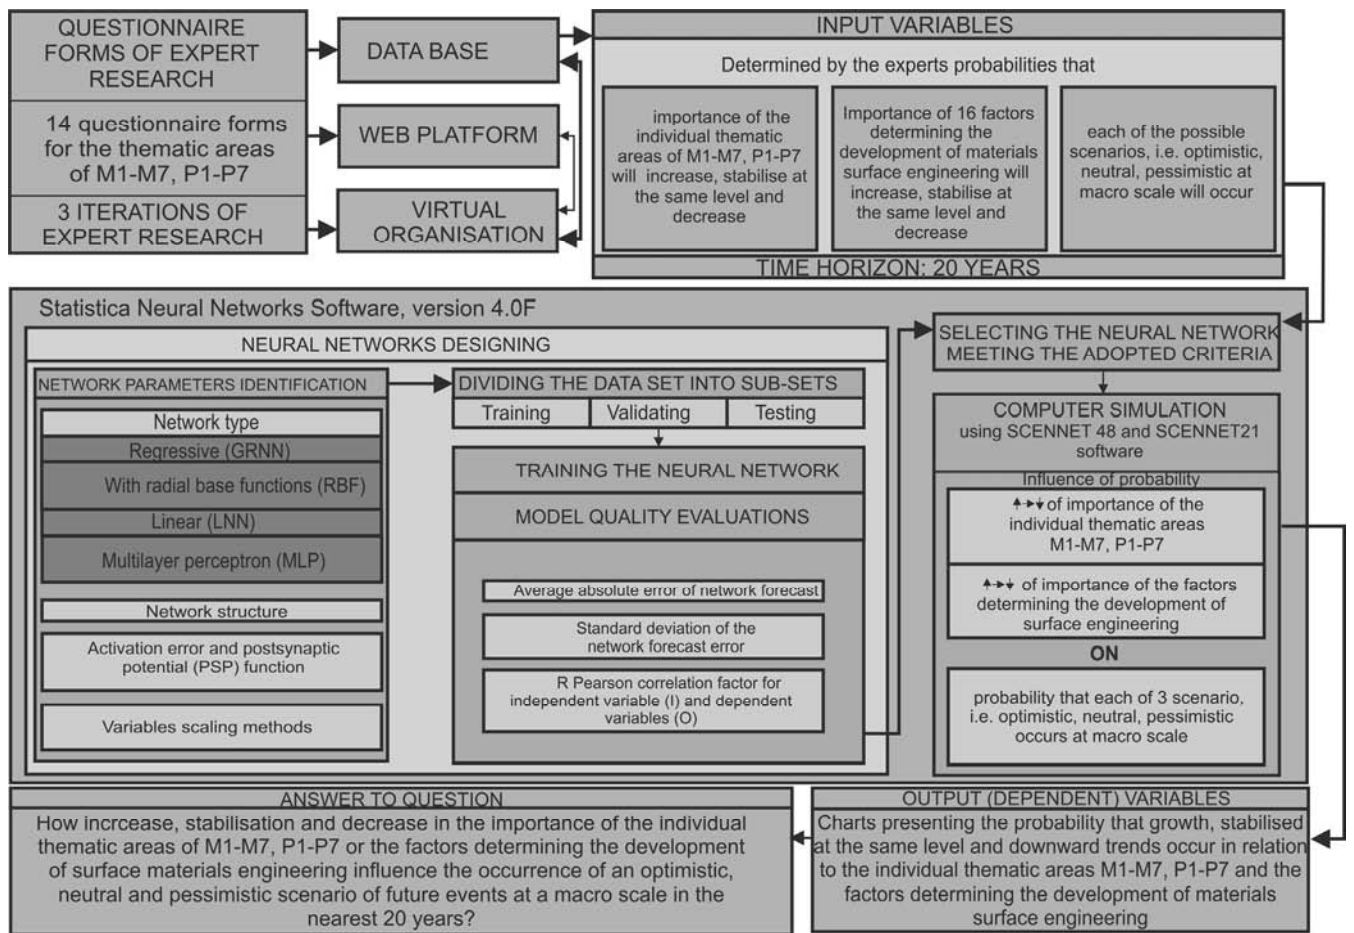 QUESTIONNAIRE
FORMS OF EXPERT
RESEARCH
14 questionnaire forms
for the thematic areas
of M1-M7, P1-P7
3 ITERATIONS OF
EXPERT RESEARCH
DATA BASE
WEB PLATFORM
VIRTUAL
ORGANISATION
INPUT VARIABLES
Determined by the experts probabilities that
importance of the
individual thematic
areas of M1-M7, P1-P7
will increase, stabilise at
the same level and
decrease
Importance of 16 factors
determining the
development of materials
surface engineering will
increase, stabilise at
the same level and
decrease
each of the possible
scenarios, i.e. optimistic,
neutral, pessimistic at
macro scale will occur
TIME HORIZON: 20 YEARS
Statistica Neural Networks Software, version 4.0F
NEURAL NETWORKS DESIGNING
NETWORK PARAMETERS IDENTIFICATION
Network type
Regressive (GRNN)
With radial base functions (RBF)
Linear (LNN)
Multilayer perceptron (MLP)
Network structure
Activation error and postsynaptic
potential (PSP) function
Variables scaling methods
DIVIDING THE DATA SET INTO SUB-SETS
Training Validating Testing
TRAINING THE NEURAL NETWORK
MODEL QUALITY EVALUATIONS
Average absolute error of network forecast
Standard deviation of the
network forecast error
R Pearson correlation factor for
independent variable (I) and dependent
variables (O)
SELECTING THE NEURAL NETWORK
MEETING THE ADOPTED CRITERIA
COMPUTER SIMULATION
using SCENNET 48 and SCENNET21
software
Influence of probability
of importance of the
individual thematic areas
M1-M7, P1-P7
of importance of the factors
determining the development of
surface engineering
ON
probability that each of 3 scenario,
i.e. optimistic, neutral, pessimistic
occurs at macro scale
ANSWER TO QUESTION
How incrcease, stabilisation and decrease in the importance of the individual
thematic areas of M1-M7, P1-P7 or the factors determining the development
of surface materials engineering influence the occurrence of an optimistic,
neutral and pessimistic scenario of future events at a macro scale in the
nearest 20 years?
OUTPUT (DEPENDENT) VARIABLES
Charts presenting the probability that growth, stabilised
at the same level and downward trends occur in relation
to the individual thematic areas M1-M7, P1-P7 and the
factors determining the development of materials
surface engineering